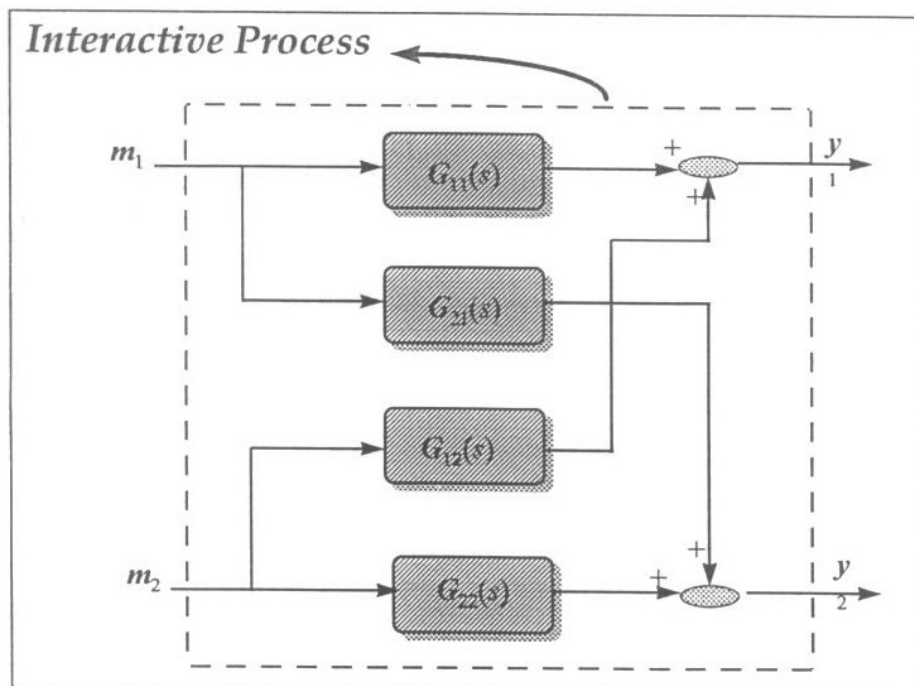 Interactive Process
m1
G11(s)
+
+
y1
G21(s)
G12(s)
m2
G22(s)
+
+
y2